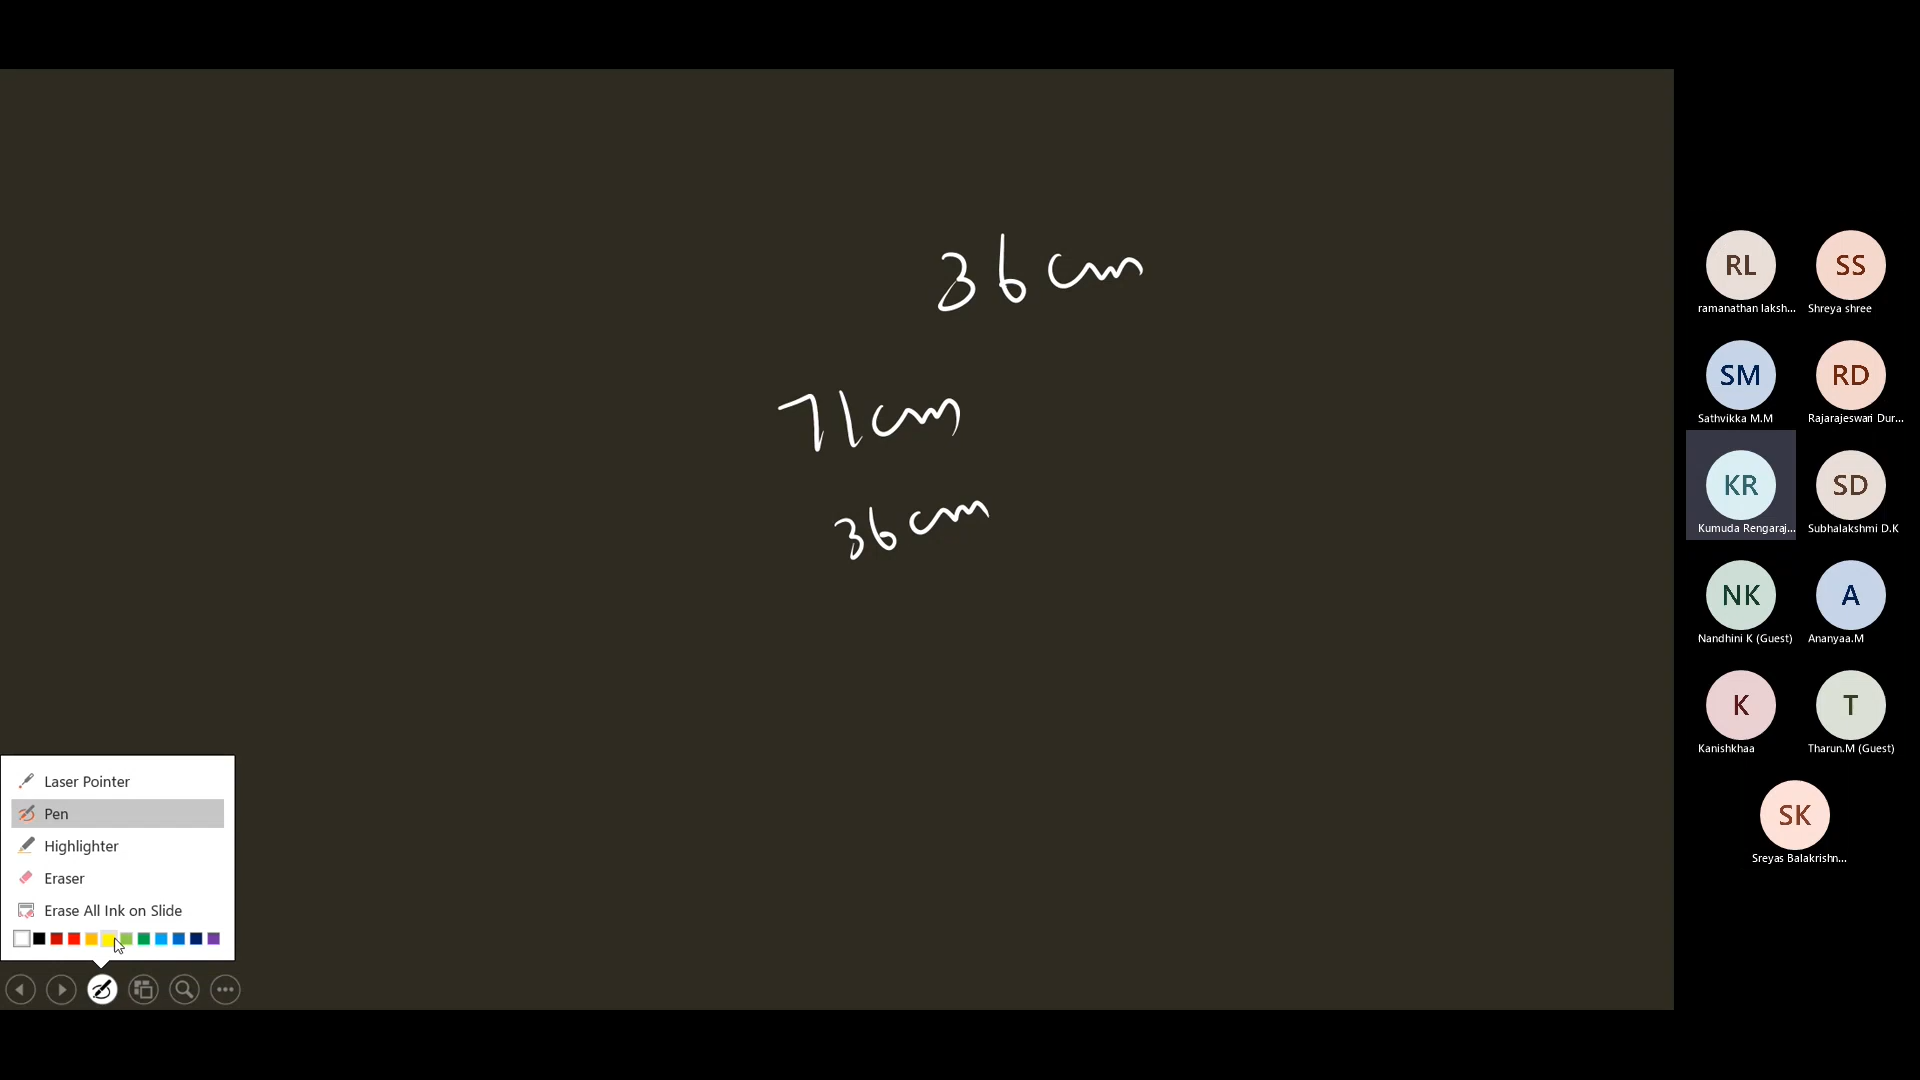 36 cm
71 cm
36 cm
RL
SS
ramanathan laksh...
Shreya shree
SM
RD
Sathvikka M.M
Rajarajeswari Dur...
KR
SD
Kumuda Rengaraj...
Subhalakshmi D.K
NK
A
Nandhini K (Guest)
Ananyaa.M
K
T
Kanishkhaa
Tharun.M (Guest)
SK
Sreyas Balakrishn...
Laser Pointer
Pen
Highlighter
Eraser
Erase All Ink on Slide